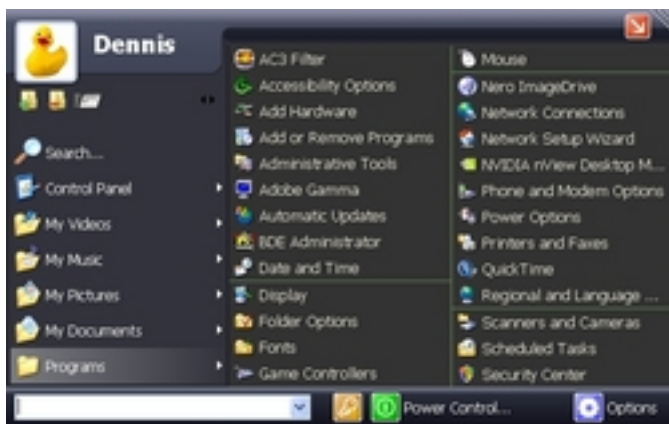 Dennis
Search...
Control Panel
My Videos
My Music
My Pictures
My Documents
Programs
AC3 Filter
Accessibility Options
Add Hardware
Add or Remove Programs
Administrative Tools
Adobe Gamma
Automatic Updates
BDE Administrator
Date and Time
Display
Folder Options
Fonts
Game Controllers
Mouse
Nero ImageDrive
Network Connections
Network Setup Wizard
NVIDIA nView Desktop M...
Phone and Modem Options
Power Options
Printers and Faxes
QuickTime
Regional and Language ...
Scanners and Cameras
Scheduled Tasks
Security Center
Power Control...
Options